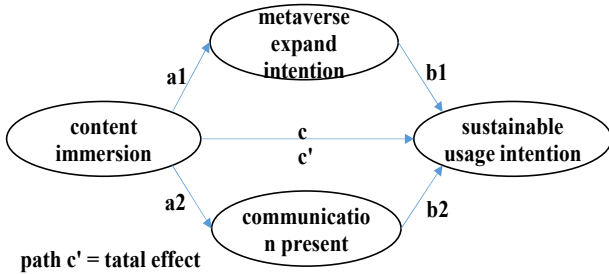 metaverse
expand
intention
a1
b1
content
immersion
c
c'
sustainable
usage intention
a2
b2
communicatio
n present
path c' = tatal effect